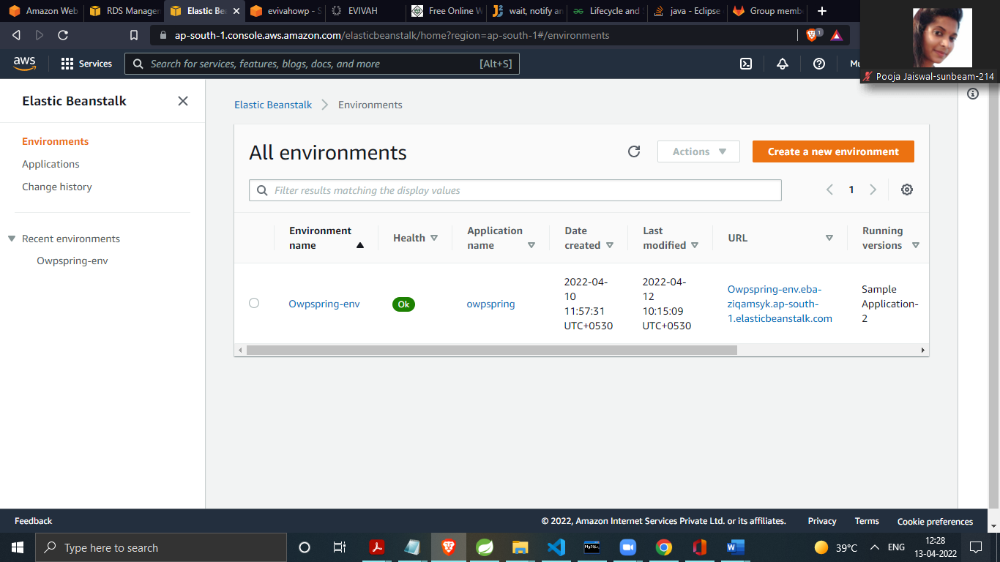 Amazon Web
RDS Managem
Elastic Bea
evivahowp - S
EVIVAH
Free Online W
wait, notify an
Lifecycle and
java - Eclipse
Group membe
ap-south-1.console.aws.amazon.com/elasticbeanstalk/home?region=ap-south-1#/environments
1
aws
Services
Search for services, features, blogs, docs, and more
[Alt+S]
Pooja Jaiswal-sunbeam-214
Elastic Beanstalk
Environments
Applications
Change history
Recent environments
Owpspring-env
Elastic Beanstalk
Environments
All environments
Actions
Create a new environment
Filter results matching the display values
1
Environment
name
Health
Application
name
Date
created
Last
modified
URL
Running
versions
Owpspring-env
Ok
owpspring
2022-04-
10
11:57:31
UTC+0530
2022-04-
12
10:15:09
UTC+0530
Owpspring-env.eba-
ziqamsyk.ap-south-
1.elasticbeanstalk.com
Sample
Application-
2
Feedback
© 2022, Amazon Internet Services Private Ltd. or its affiliates.
Privacy
Terms
Cookie preferences
Type here to search
MySQL
39°C
ENG
12:28
13-04-2022